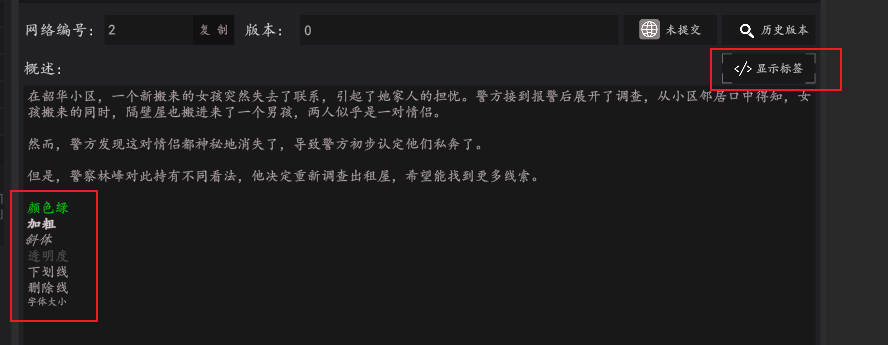 网络编号: 2 复制 版本: 0 未提交 历史版本
概述: </> 显示标签
在韶华小区，一个新搬来的女孩突然失去了联系，引起了她家人的担忧。警方接到报警后展开了调查，从小区邻居口中得知，女
孩搬来的同时，隔壁屋也搬进来了一个男孩，两人似乎是一对情侣。
然而，警方发现这对情侣都神秘地消失了，导致警方初步认定他们私奔了。
但是，警察林峰对此持有不同看法，他决定重新调查出租屋，希望能找到更多线索。
颜色绿
加粗
斜体
透明度
下划线
删除线
字体大小